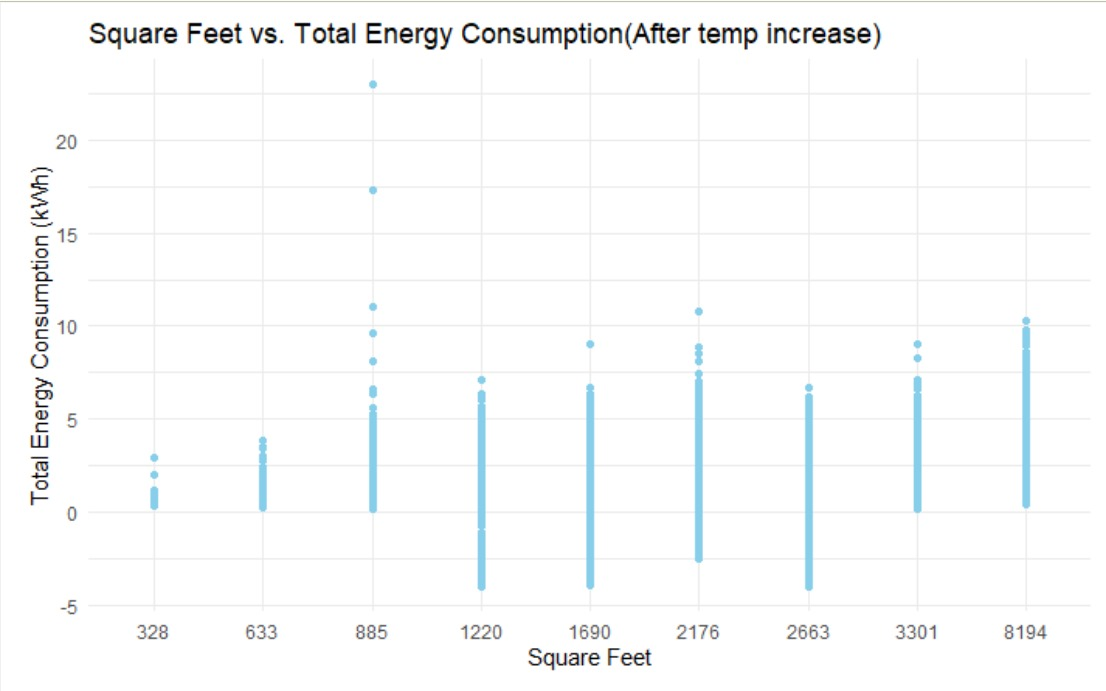 Square Feet vs. Total Energy Consumption(After temp increase)
Total Energy Consumption (kWh)
20
15
10
5
0
-5
328 633 885 1220 1690 2176 2663 3301 8194
Square Feet